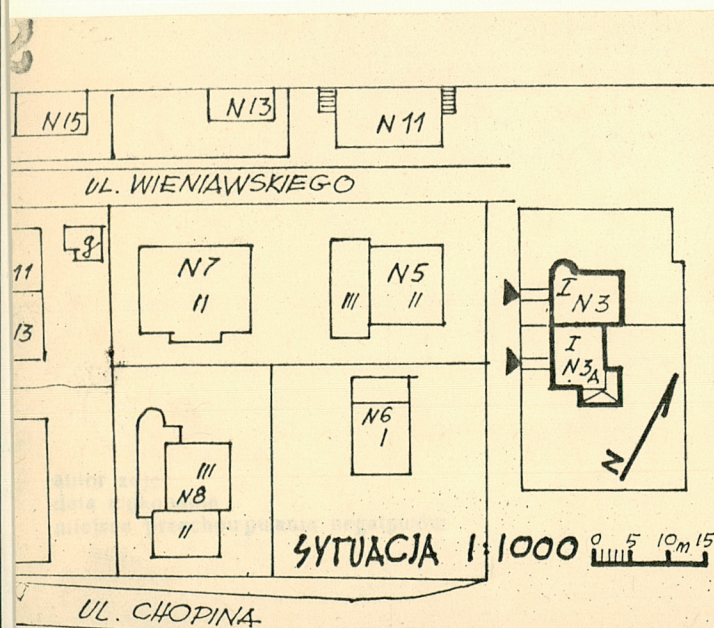 N15
N13
N11
UL. WIENIAWSKIEGO
g
11
13
N7
II
N5
III
II
I
N3
I
N3A
N6
I
III
N8
II
N
SYTUACJA 1:1000
0 5 10m 15
UL. CHOPINA